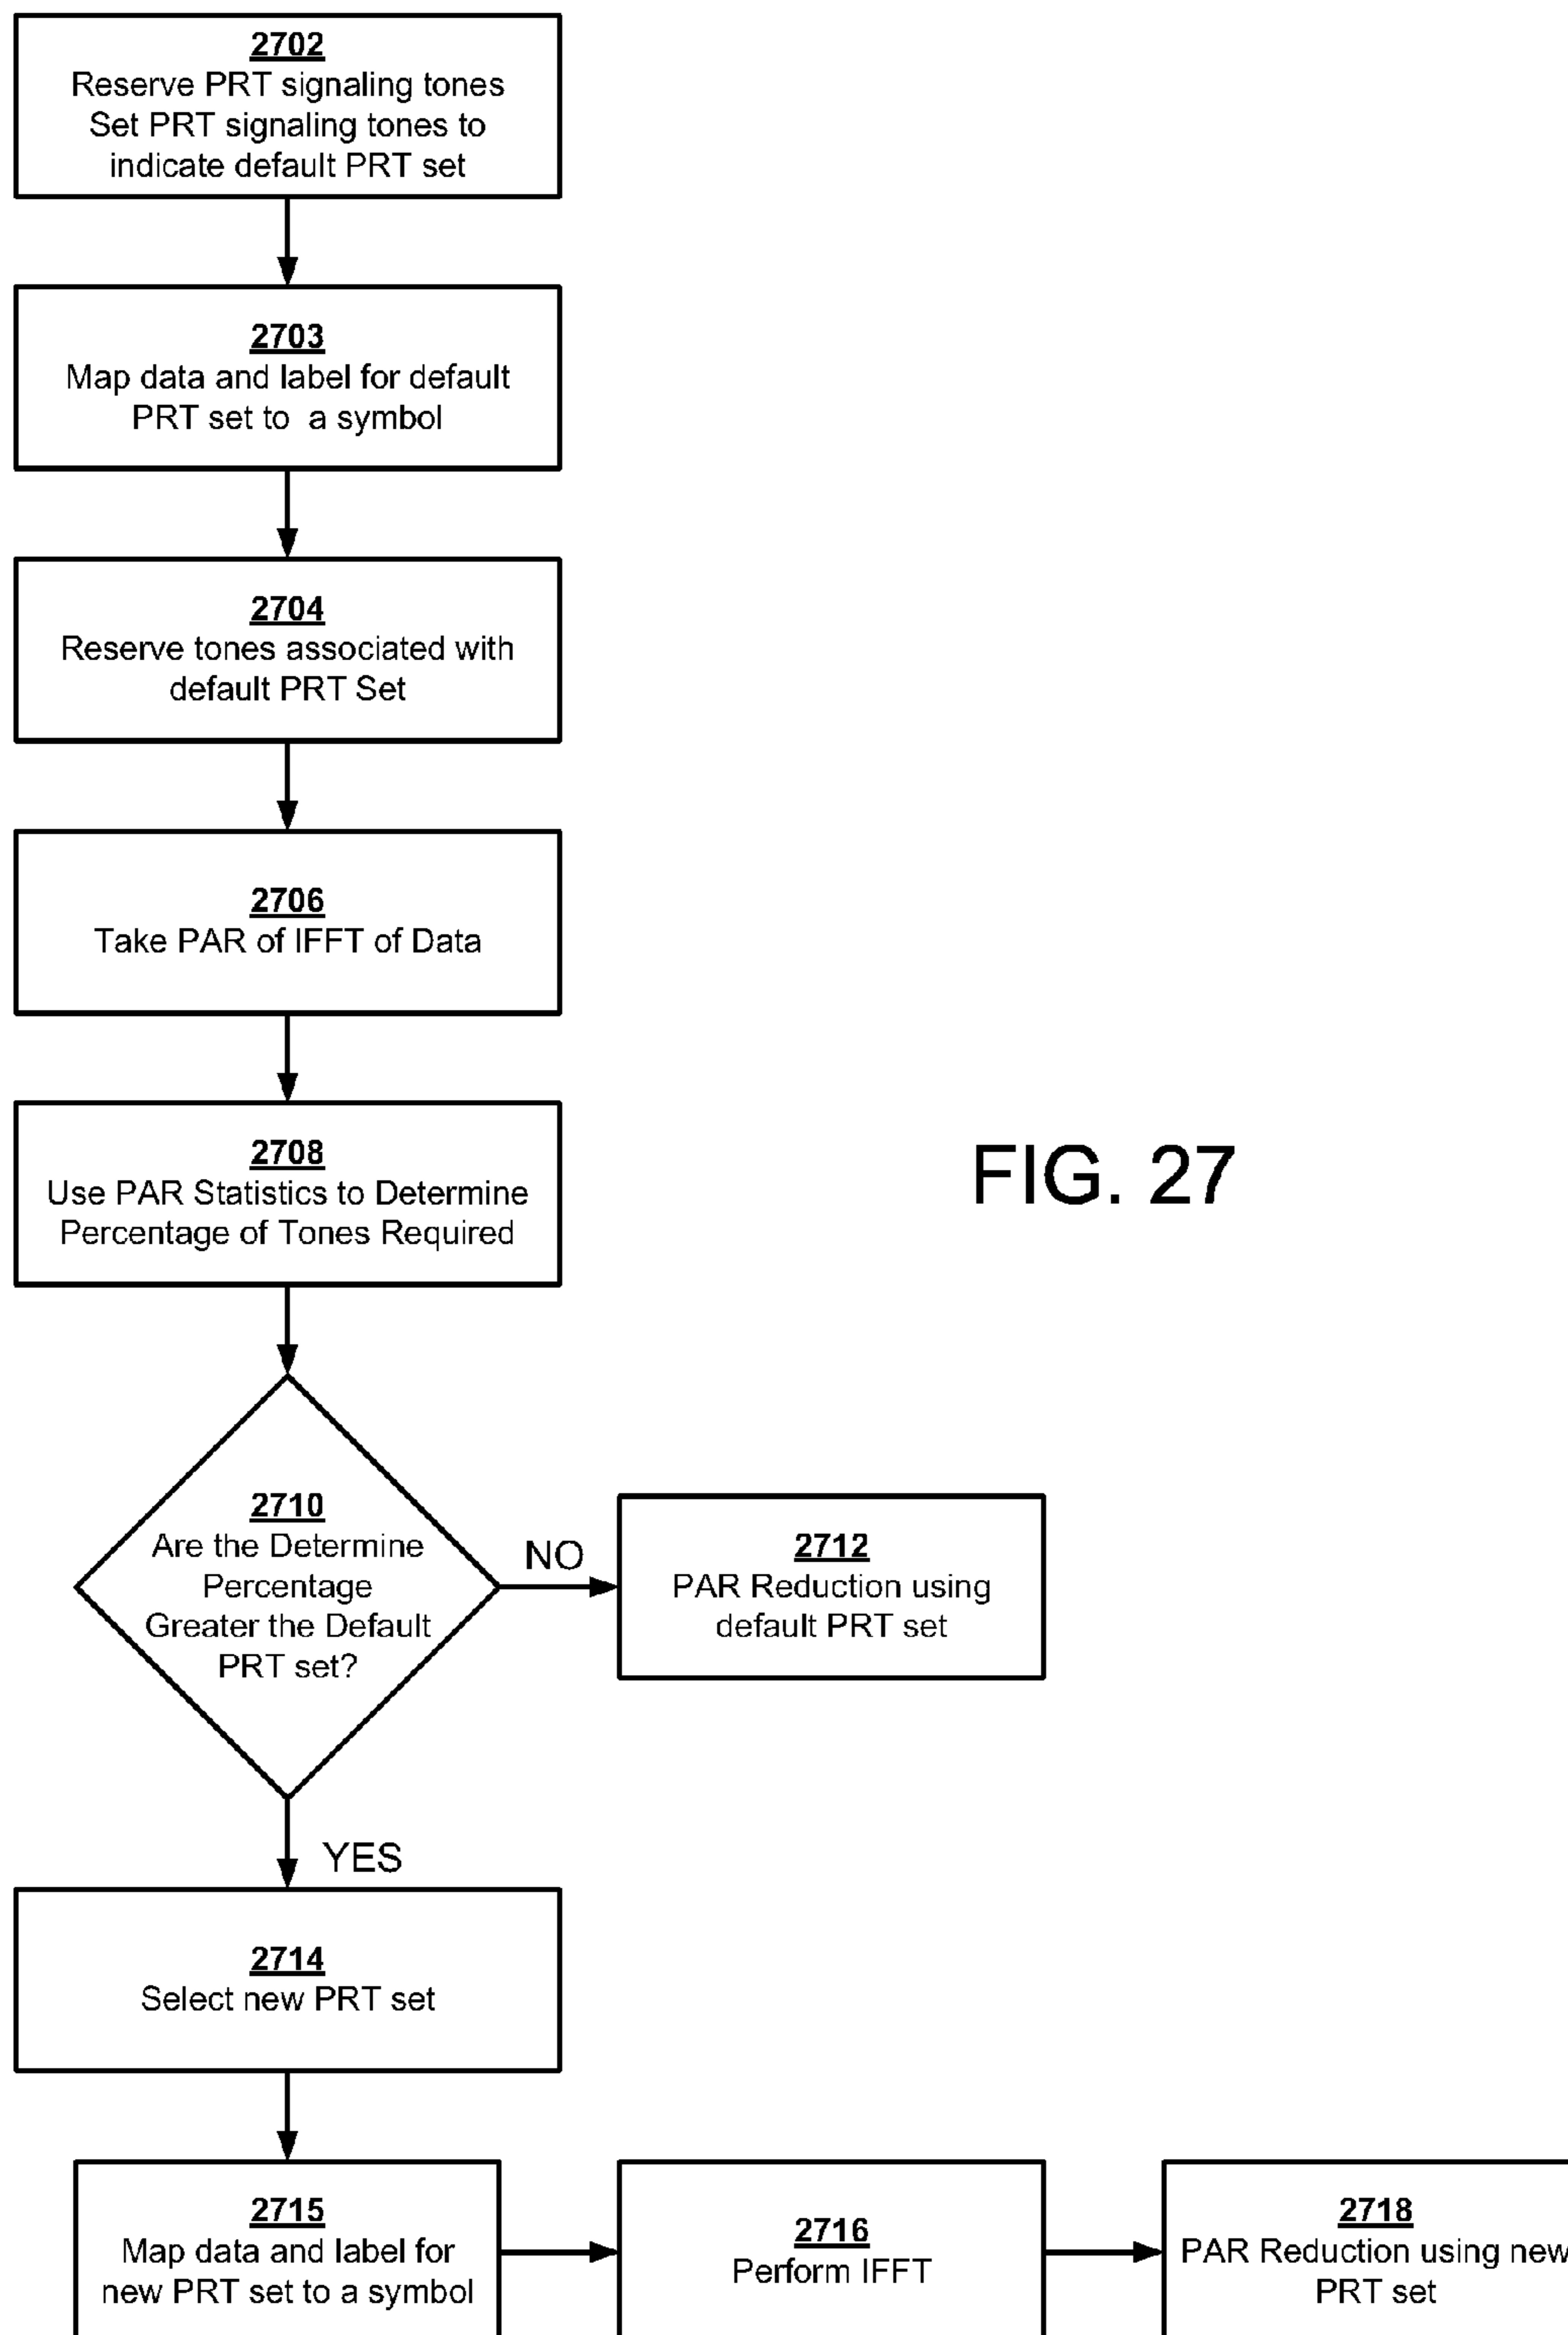 2702
Reserve PRT signaling tones
Set PRT signaling tones to
indicate default PRT set
2703
Map data and label for default
PRT set to a symbol
2704
Reserve tones associated with
default PRT Set
2706
Take PAR of IFFT of Data
2708
Use PAR Statistics to Determine
Percentage of Tones Required
FIG. 27
2710
Are the Determine
Percentage
Greater the Default
PRT set?
NO
2712
PAR Reduction using
default PRT set
YES
2714
Select new PRT set
2715
Map data and label for
new PRT set to a symbol
2716
Perform IFFT
2718
PAR Reduction using new
PRT set